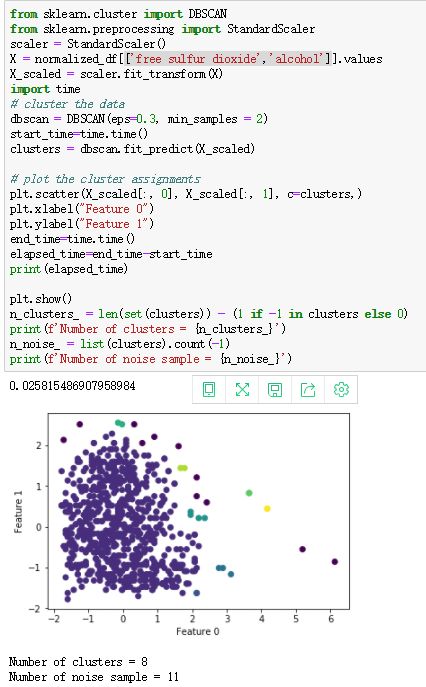 from sklearn.cluster import DBSCAN
from sklearn.preprocessing import StandardScaler
scaler = StandardScaler()
X = normalized_df[['free sulfur dioxide','alcohol']].values
X_scaled = scaler.fit_transform(X)
import time
# cluster the data
dbscan = DBSCAN(eps=0.3, min_samples = 2)
start_time=time.time()
clusters = dbscan.fit_predict(X_scaled)
# plot the cluster assignments
plt.scatter(X_scaled[:, 0], X_scaled[:, 1], c=clusters,)
plt.xlabel("Feature 0")
plt.ylabel("Feature 1")
end_time=time.time()
elapsed_time=end_time-start_time
print(elapsed_time)
plt.show()
n_clusters_ = len(set(clusters)) - (1 if -1 in clusters else 0)
print(f'Number of clusters = {n_clusters_}')
n_noise_ = list(clusters).count(-1)
print(f'Number of noise sample = {n_noise_}')
0.025815486907958984
2
1
0
−1
−2
Feature 1
−2 −1 0 1 2 3 4 5 6
Feature 0
Number of clusters = 8
Number of noise sample = 11